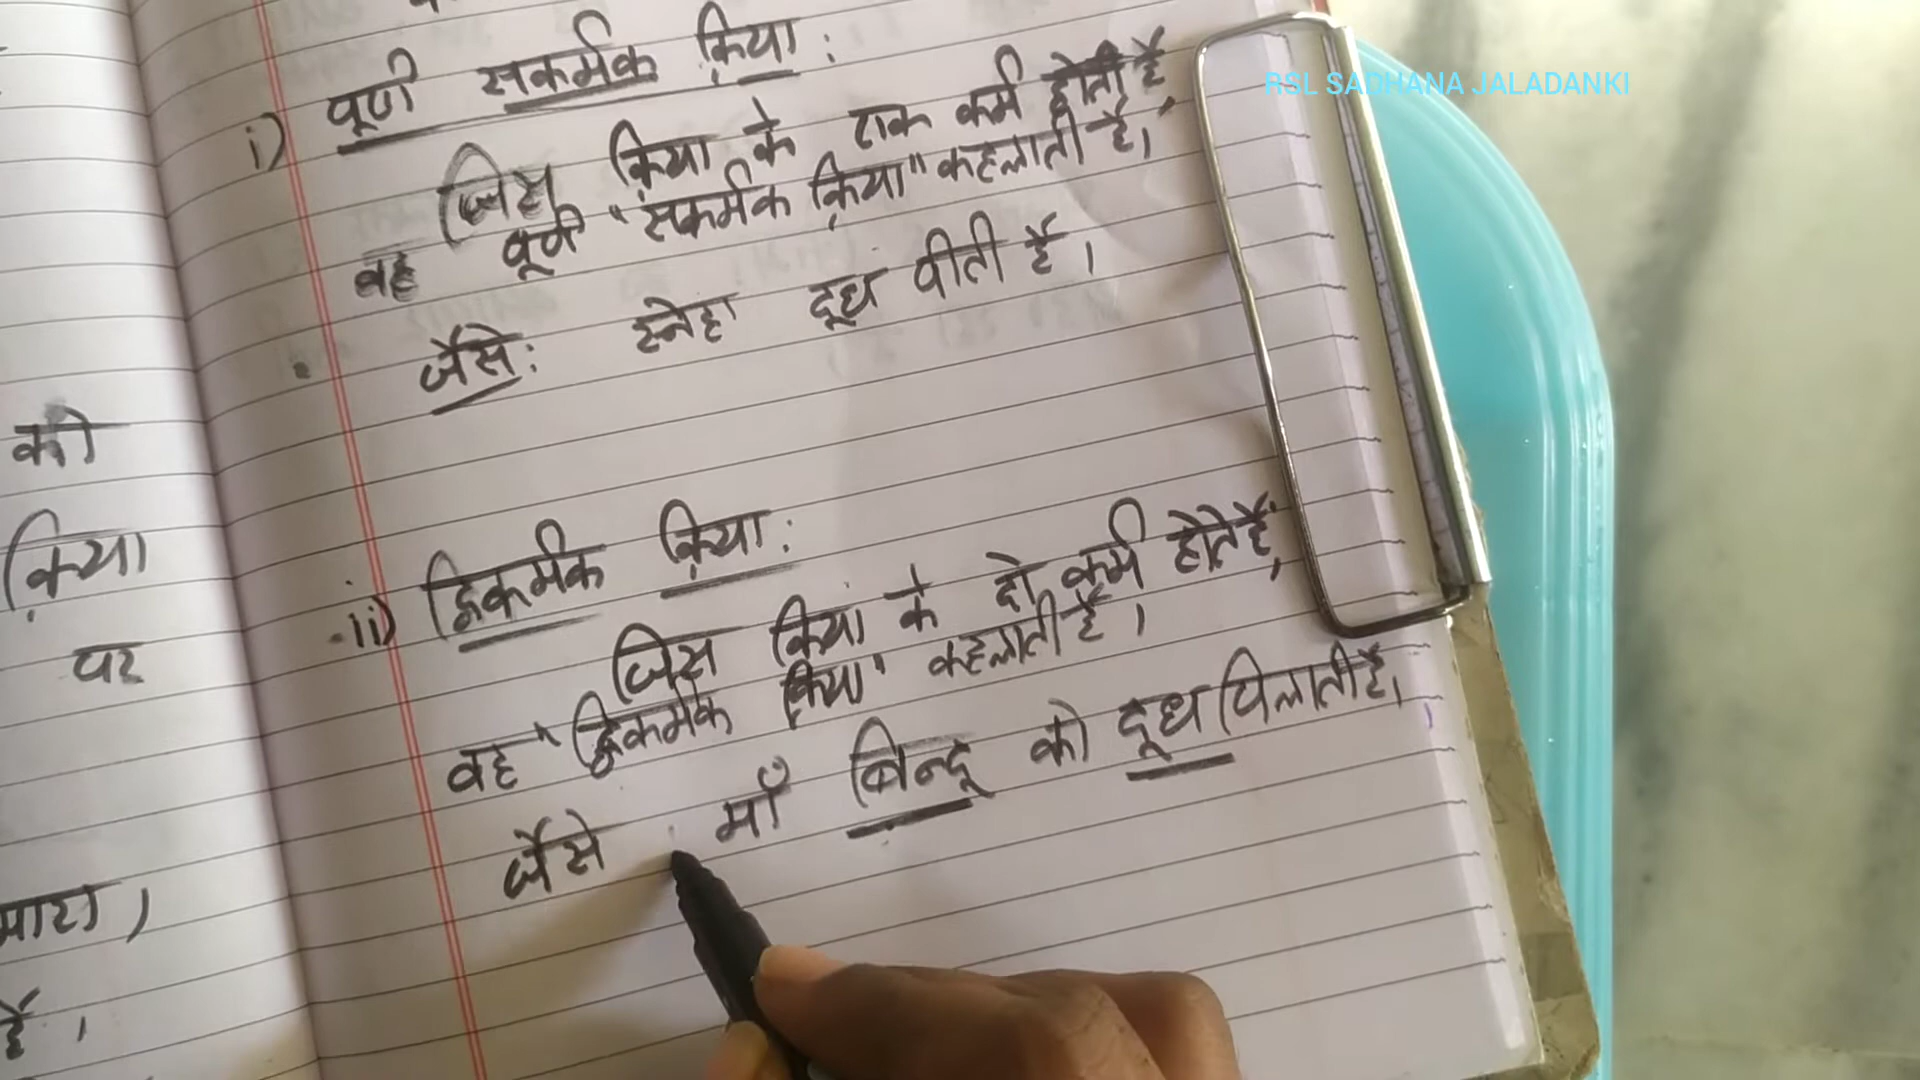 RSL SADHANA JALADANKI
i) पूर्ण सकर्मक क्रिया :
जिस क्रिया के एक कर्म होती है,
वह पूर्ण "सकर्मक क्रिया" कहलाती है।
जैसे: स्नेहा दूध पीती है।
ii) द्विकर्मक क्रिया :
जिस क्रिया के दो कर्म होते हैं,
वह "द्विकर्मक क्रिया" कहलाती है।
जैसे : माँ बिन्दू को दूध पिलाती है।
को
क्रिया
पर
मारा)
है।